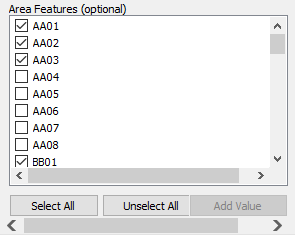 Area Features (optional)
AA01
AA02
AA03
AA04
AA05
AA06
AA07
AA08
BB01
Select All
Unselect All
Add Value